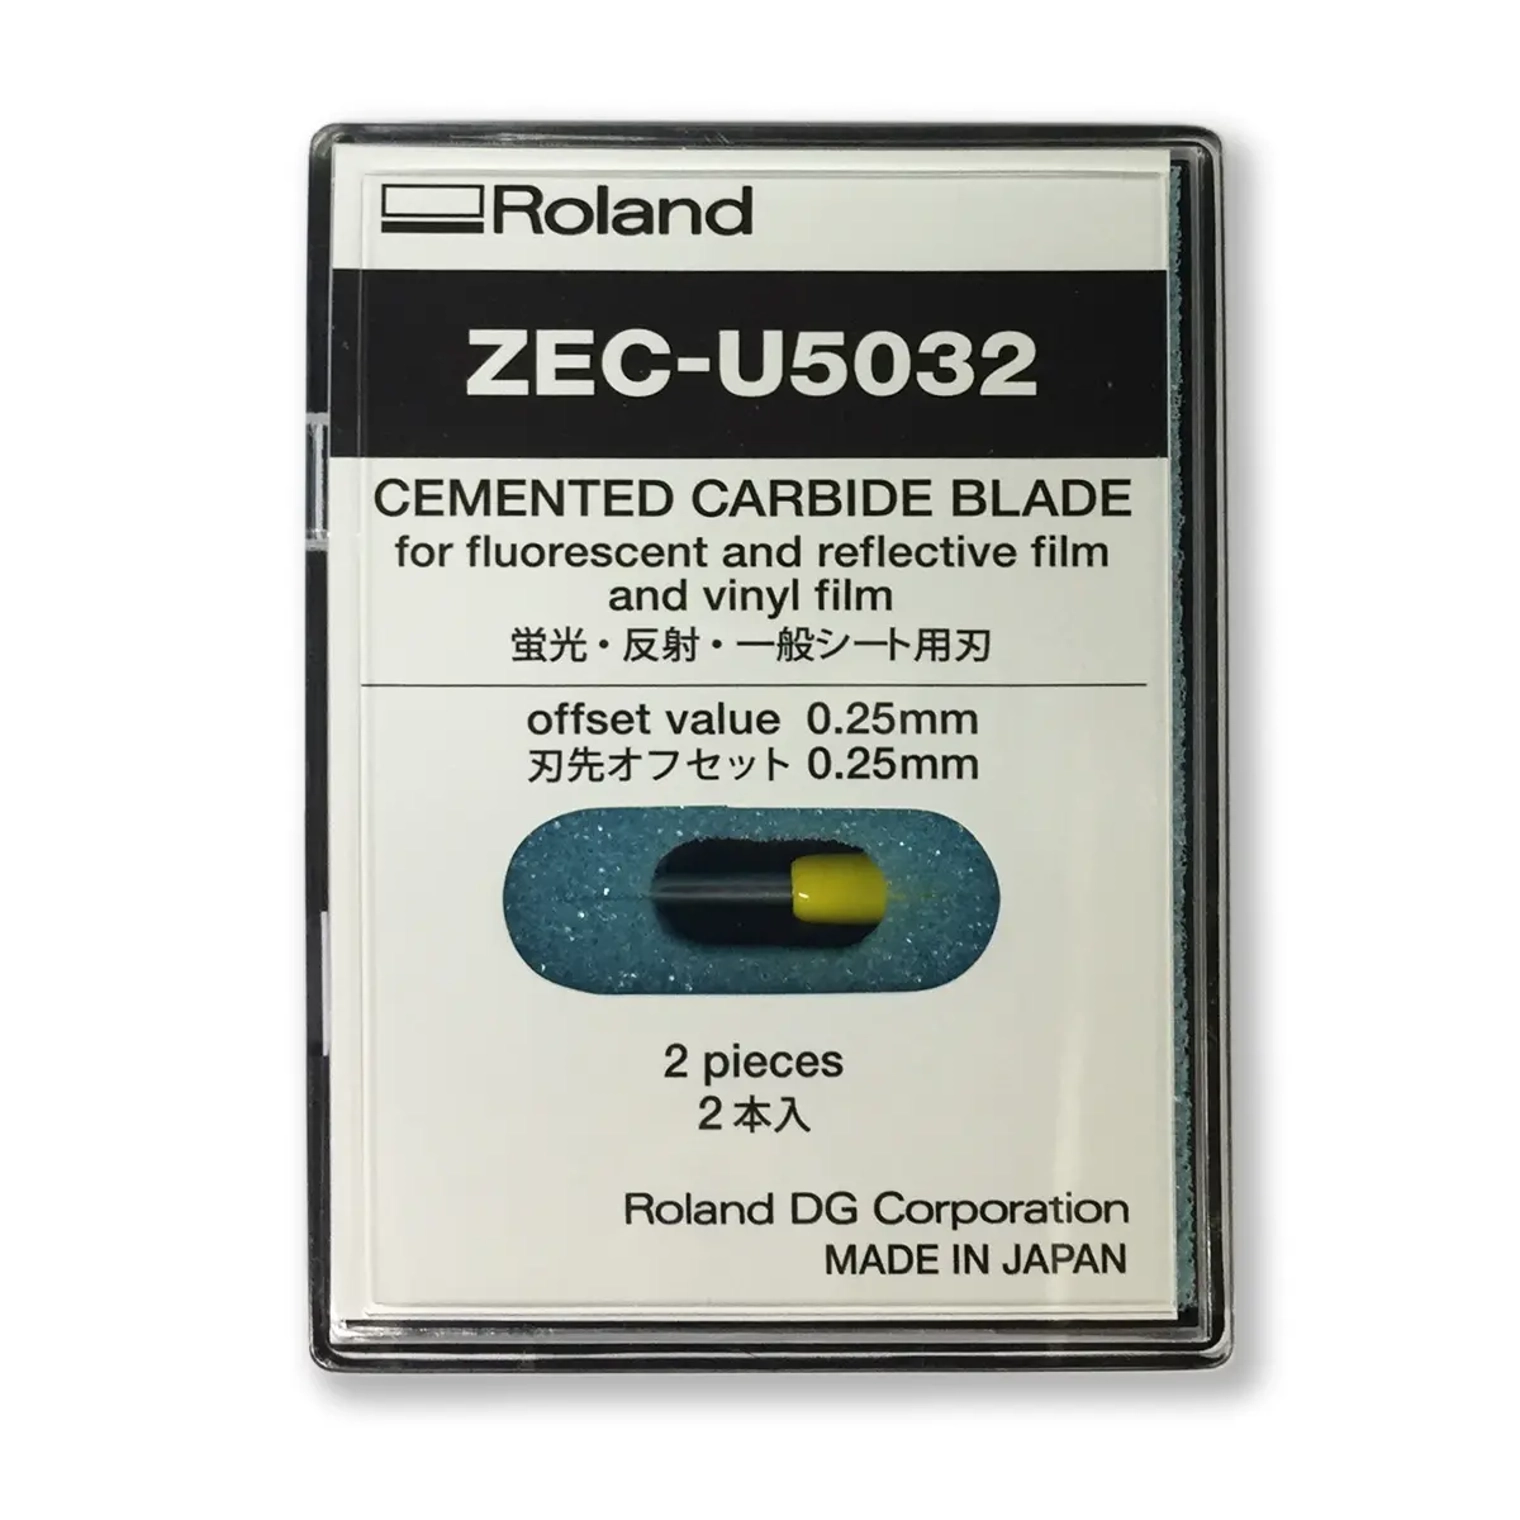 Roland
ZEC-U5032
CEMENTED CARBIDE BLADE
for fluorescent and reflective film
and vinyl film
蛍光・反射・一般シート用刃
offset value 0.25mm
刃先オフセット 0.25mm
2 pieces
2 本入
Roland DG Corporation
MADE IN JAPAN